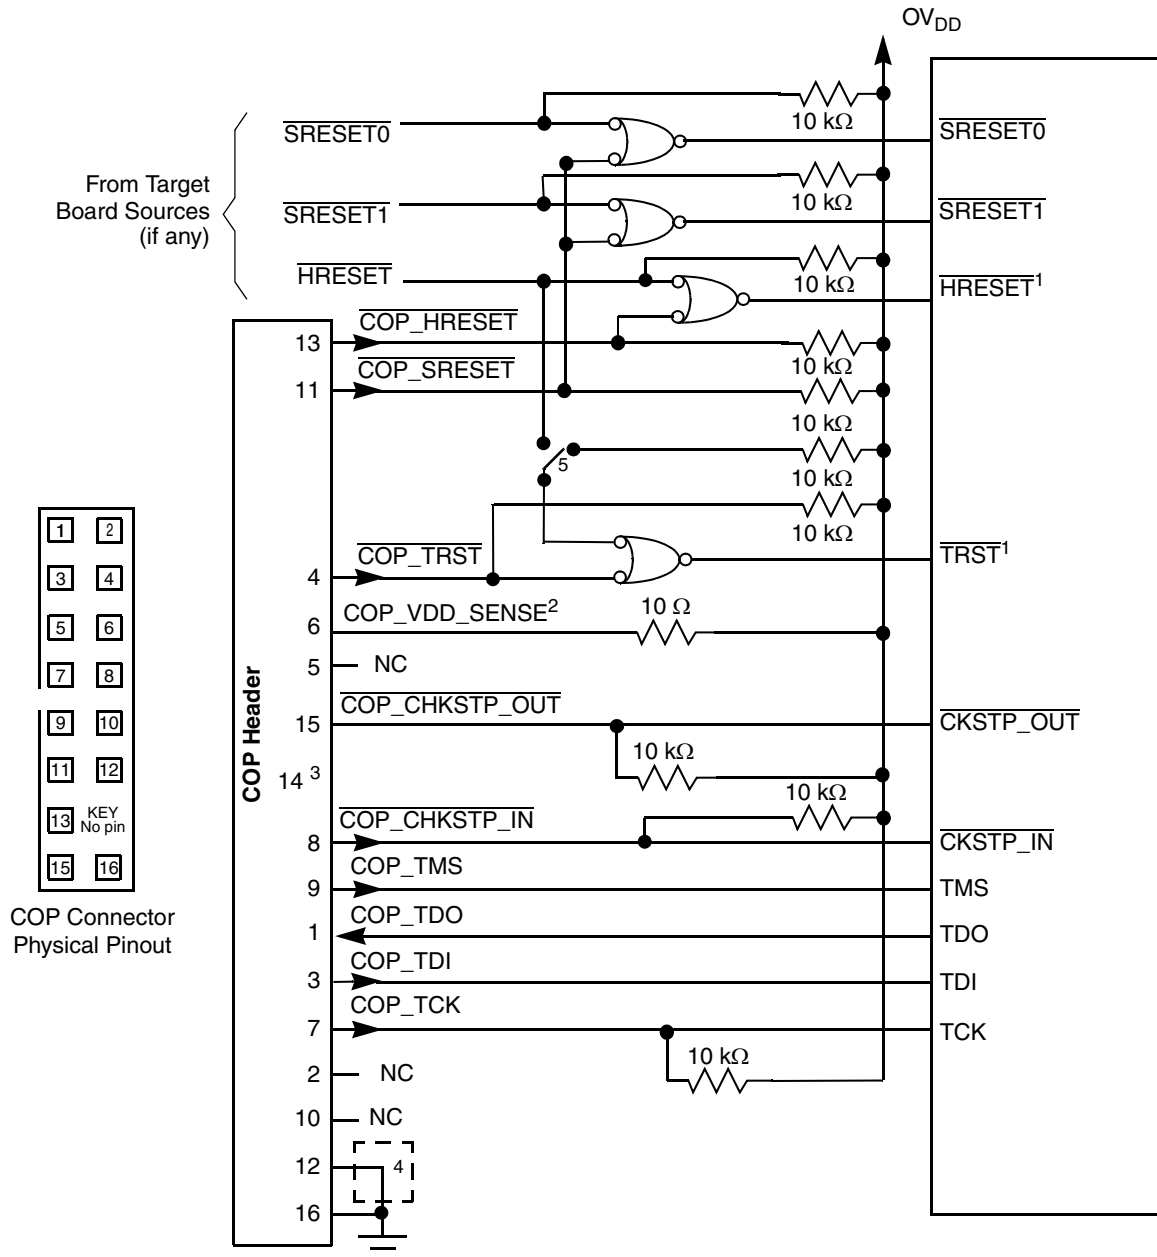 OVDD
10 kΩ
SRESET0
SRESET0
From Target
Board Sources
(if any)
10 kΩ
SRESET1
SRESET1
10 kΩ
HRESET
HRESET1
13
COP_HRESET
10 kΩ
11
COP_SRESET
10 kΩ
5
10 kΩ
10 kΩ
4
COP_TRST
TRST1
6
COP_VDD_SENSE2
10 Ω
5
NC
15
COP_CHKSTP_OUT
CKSTP_OUT
10 kΩ
14 3
10 kΩ
8
COP_CHKSTP_IN
CKSTP_IN
9
COP_TMS
TMS
1
COP_TDO
TDO
3
COP_TDI
TDI
7
COP_TCK
TCK
10 kΩ
2
NC
10
NC
12
4
16
COP Header
1 2
3 4
5 6
7 8
9 10
11 12
13 KEY
No pin
15 16
COP Connector
Physical Pinout